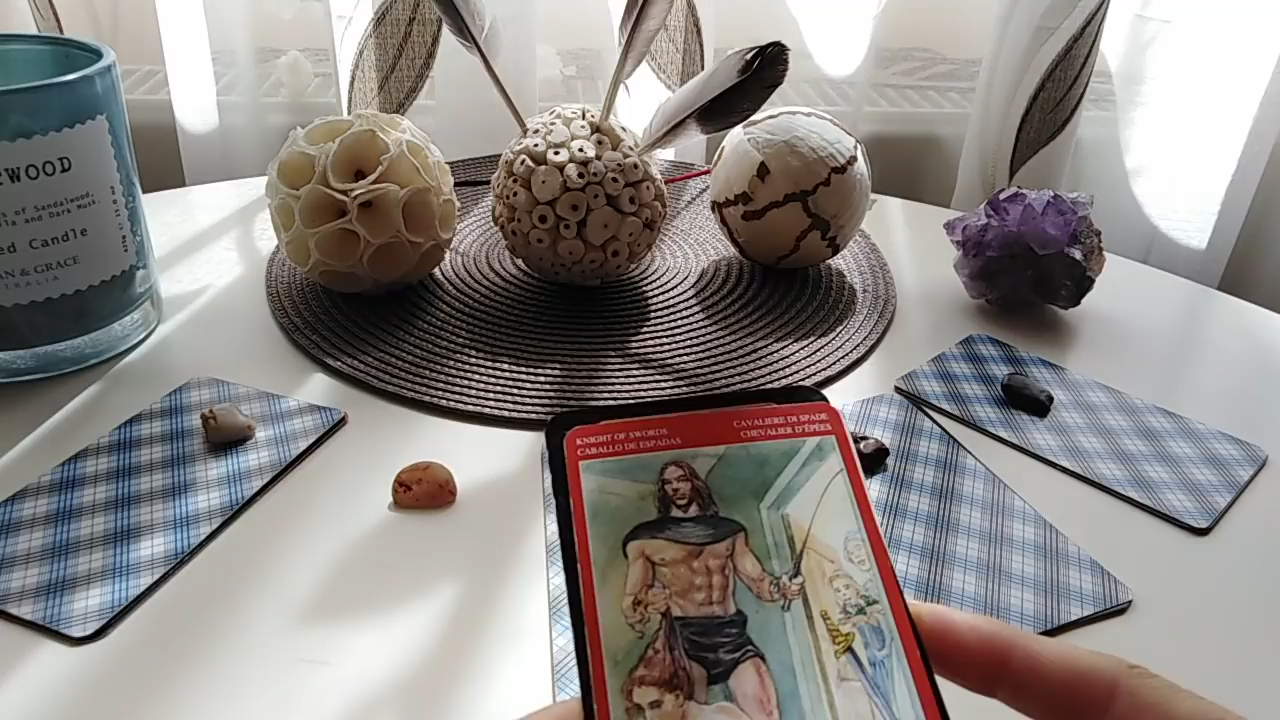 WOOD
of Sandalwood,
and Dark Musk.
ed Candle
AN & GRACE
TRALIA
KNIGHT OF SWORDS
CABALLO DE ESPADAS
CAVALIERE DI SPADE
CHEVALIER D'ÉPÉES